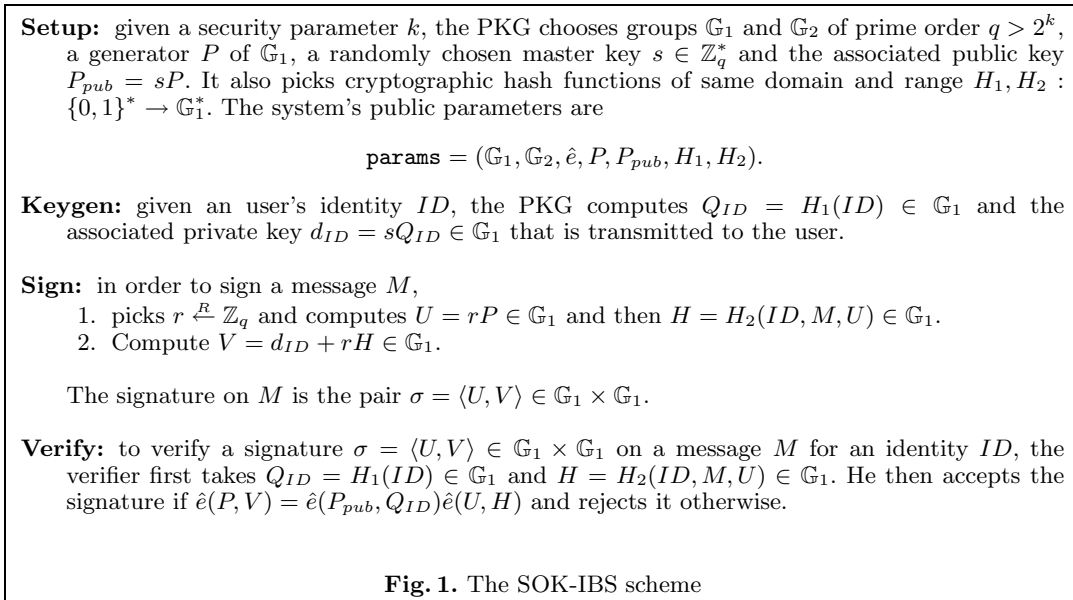 Setup: given a security parameter k, the PKG chooses groups 𝔾₁ and 𝔾₂ of prime order q > 2ᵏ,
a generator P of 𝔾₁, a randomly chosen master key s ∈ ℤ*_q and the associated public key
P_pub = sP. It also picks cryptographic hash functions of same domain and range H₁, H₂ :
{0, 1}* → 𝔾₁*. The system's public parameters are
params = (𝔾₁, 𝔾₂, ê, P, P_pub, H₁, H₂).
Keygen: given an user's identity ID, the PKG computes Q_ID = H₁(ID) ∈ 𝔾₁ and the
associated private key d_ID = sQ_ID ∈ 𝔾₁ that is transmitted to the user.
Sign: in order to sign a message M,
1. picks r ←ᴿ ℤ_q and computes U = rP ∈ 𝔾₁ and then H = H₂(ID, M, U) ∈ 𝔾₁.
2. Compute V = d_ID + rH ∈ 𝔾₁.
The signature on M is the pair σ = ⟨U, V⟩ ∈ 𝔾₁ × 𝔾₁.
Verify: to verify a signature σ = ⟨U, V⟩ ∈ 𝔾₁ × 𝔾₁ on a message M for an identity ID, the
verifier first takes Q_ID = H₁(ID) ∈ 𝔾₁ and H = H₂(ID, M, U) ∈ 𝔾₁. He then accepts the
signature if ê(P, V) = ê(P_pub, Q_ID)ê(U, H) and rejects it otherwise.
Fig. 1. The SOK-IBS scheme